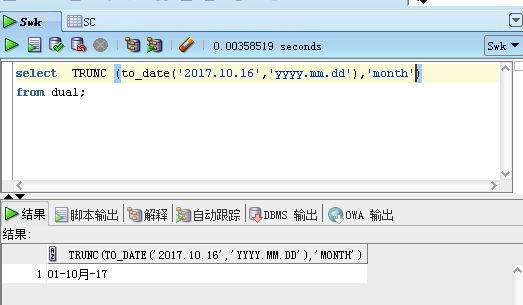 Swk SC
0.00358519 seconds Swk
select TRUNC (to_date('2017.10.16','yyyy.mm.dd'),'month')
from dual;
结果 脚本输出 解释 自动跟踪 DBMS 输出 OWA 输出
结果:
TRUNC(TO_DATE('2017.10.16','YYYY.MM.DD'),'MONTH')
1 01-10月-17